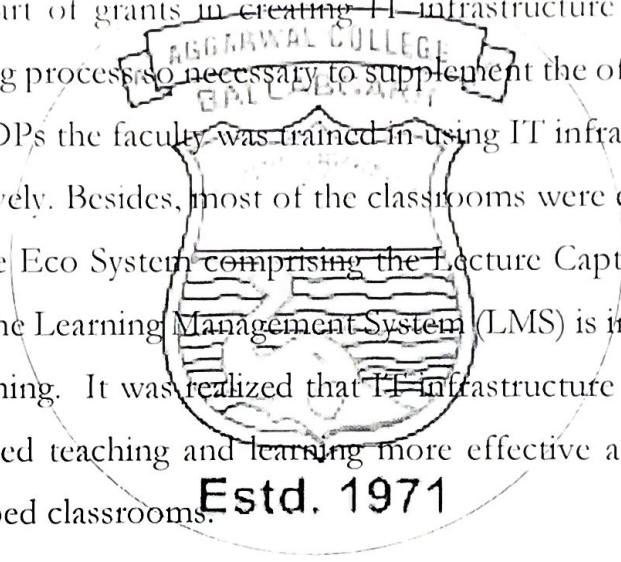 art of grants in creating IT infrastructure
AGGARWAL COLLEGE
g process so necessary to supplement the of
BALLABGARH
DPs the faculty was trained in using IT infra
vely. Besides, most of the classrooms were
e Eco System comprising the Lecture Capt
he Learning Management System (LMS) is i
ning. It was realized that IT infrastructure
ed teaching and learning more effective a
ped classrooms.
Estd. 1971